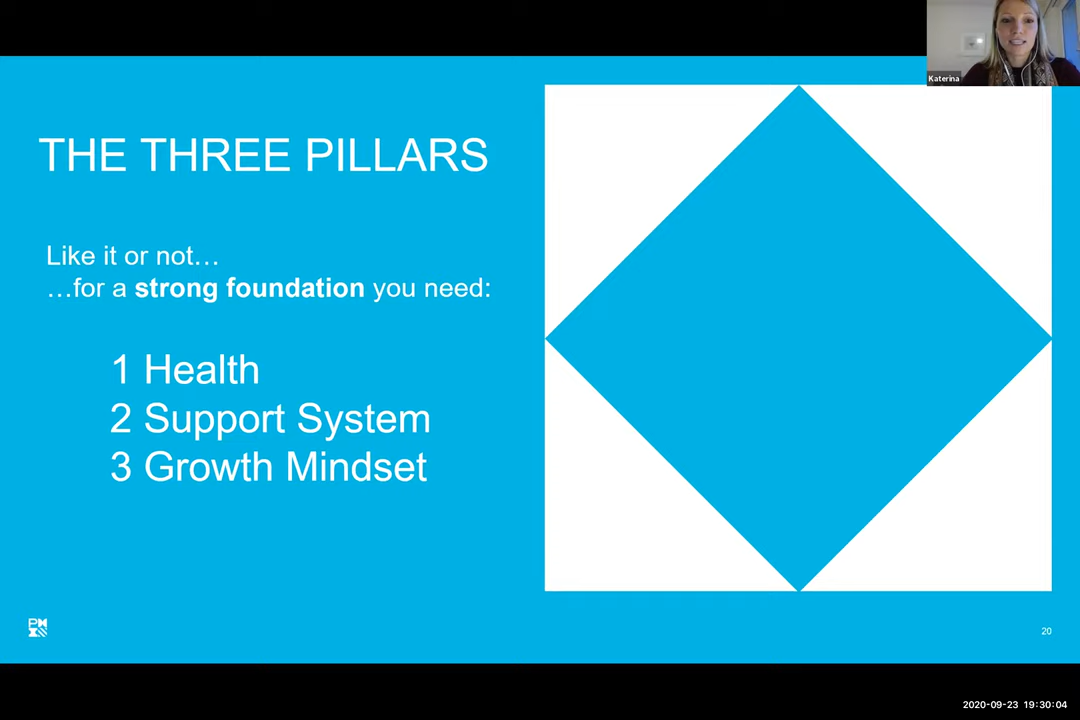 Katerina
THE THREE PILLARS
Like it or not…
…for a strong foundation you need:
1 Health
2 Support System
3 Growth Mindset
PM
20
2020-09-23 19:30:04